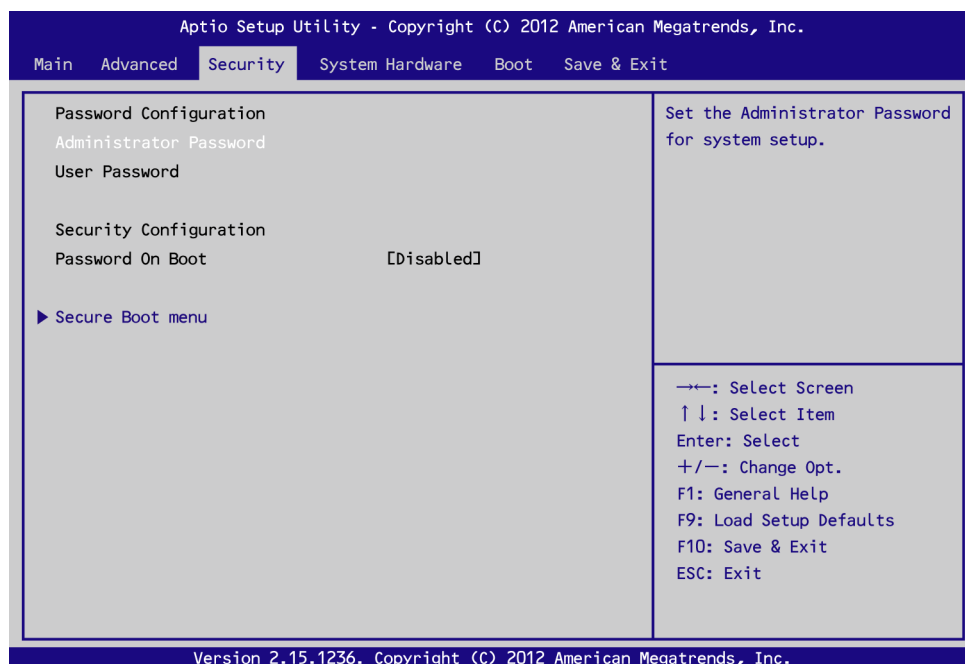 Aptio Setup Utility - Copyright (C) 2012 American Megatrends, Inc.
Main Advanced Security System Hardware Boot Save & Exit
Password Configuration
Administrator Password
User Password
Security Configuration
Password On Boot [Disabled]
▶ Secure Boot menu
Set the Administrator Password
for system setup.
→←: Select Screen
↑↓: Select Item
Enter: Select
+/-: Change Opt.
F1: General Help
F9: Load Setup Defaults
F10: Save & Exit
ESC: Exit
Version 2.15.1236. Copyright (C) 2012 American Megatrends, Inc.